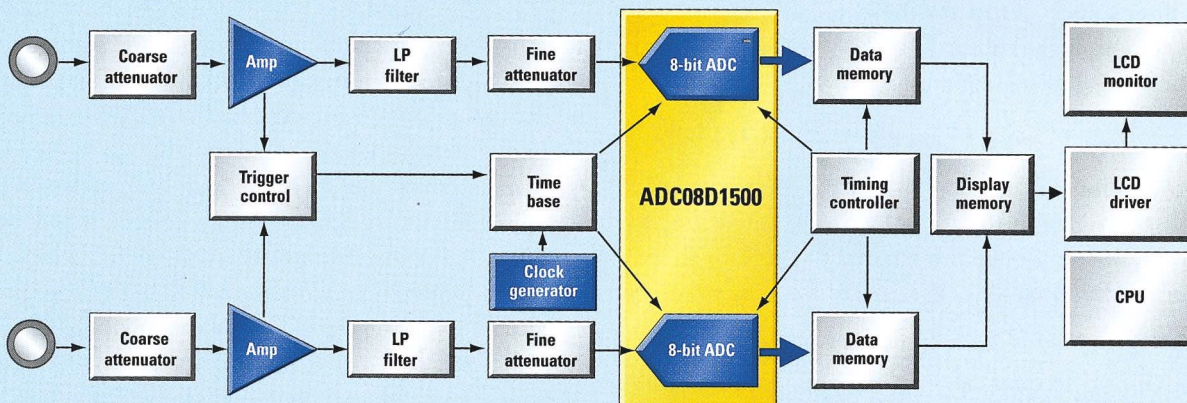 Coarse
attenuator
Amp
LP
filter
Fine
attenuator
8-bit ADC
Data
memory
LCD
monitor
Trigger
control
Time
base
ADC08D1500
Timing
controller
Display
memory
LCD
driver
Clock
generator
CPU
Coarse
attenuator
Amp
LP
filter
Fine
attenuator
8-bit ADC
Data
memory